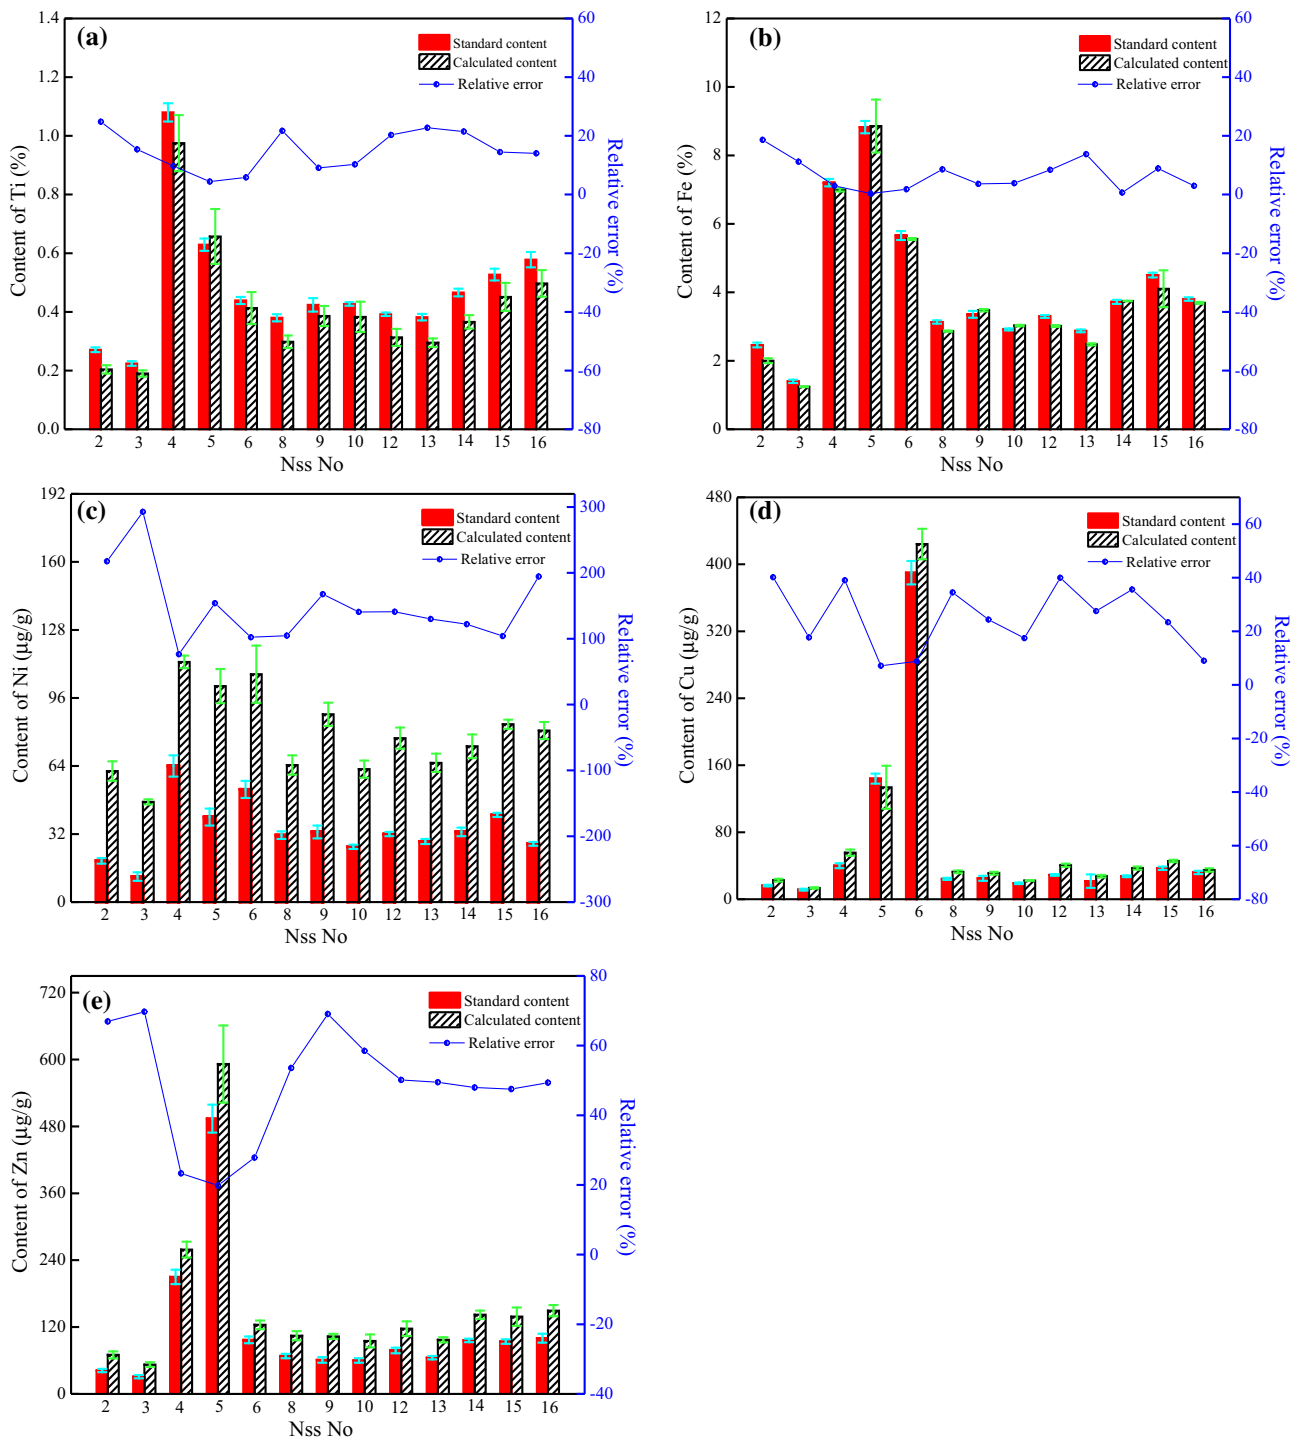 (a)
Standard content
Calculated content
Relative error
Content of Ti (%)
0.0 0.2 0.4 0.6 0.8 1.0 1.2 1.4
-80 -60 -40 -20 0 20 40 60
Relative error (%)
2 3 4 5 6 8 9 10 12 13 14 15 16
Nss No
(b)
Standard content
Calculated content
Relative error
Content of Fe (%)
0 2 4 6 8 10 12
-80 -60 -40 -20 0 20 40 60
Relative error (%)
2 3 4 5 6 8 9 10 12 13 14 15 16
Nss No
(c)
Standard content
Calculated content
Relative error
Content of Ni (μg/g)
0 32 64 96 128 160 192
-300 -200 -100 0 100 200 300
Relative error (%)
2 3 4 5 6 8 9 10 12 13 14 15 16
Nss No
(d)
Standard content
Calculated content
Relative error
Content of Cu (μg/g)
0 80 160 240 320 400 480
-80 -60 -40 -20 0 20 40 60
Relative error (%)
2 3 4 5 6 8 9 10 12 13 14 15 16
Nss No
(e)
Standard content
Calculated content
Relative error
Content of Zn (μg/g)
0 120 240 360 480 600 720
-40 -20 0 20 40 60 80
Relative error (%)
2 3 4 5 6 8 9 10 12 13 14 15 16
Nss No